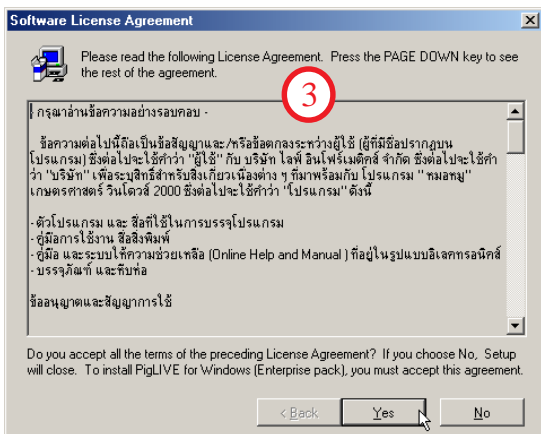 Software License Agreement
Please read the following License Agreement. Press the PAGE DOWN key to see
the rest of the agreement.
3
กรุณาอ่านข้อความอย่างรอบคอบ -
ข้อความต่อไปนี้ถือเป็นข้อสัญญาและ/หรือข้อตกลงระหว่างผู้ใช้ (ผู้ที่มีชื่อปรากฏบน
โปรแกรม) ซึ่งต่อไปจะใช้คำว่า "ผู้ใช้" กับ บริษัท ไลฟ์ อินโฟร์เมติคส์ จำกัด ซึ่งต่อไปจะใช้คำ
ว่า "บริษัท" เพื่อระบุสิทธิ์สำหรับสิ่งเกี่ยวเนื่องต่าง ๆ ที่มาพร้อมกับ โปรแกรม " หมอหมู"
เกษตรศาสตร์ วินโดวส์ 2000 ซึ่งต่อไปจะใช้คำว่า "โปรแกรม" ดังนี้
- ตัวโปรแกรม และ สื่อที่ใช้ในการบรรจุโปรแกรม
- คู่มือการใช้งาน สื่อสิ่งพิมพ์
- คู่มือ และระบบให้ความช่วยเหลือ (Online Help and Manual ) ที่อยู่ในรูปแบบอิเลคทรอนิคส์
- บรรจุภัณฑ์ และหีบห่อ
ข้ออนุญาตและสัญญาการใช้
Do you accept all the terms of the preceding License Agreement? If you choose No, Setup
will close. To install PigLIVE for Windows (Enterprise pack), you must accept this agreement.
< Back Yes No